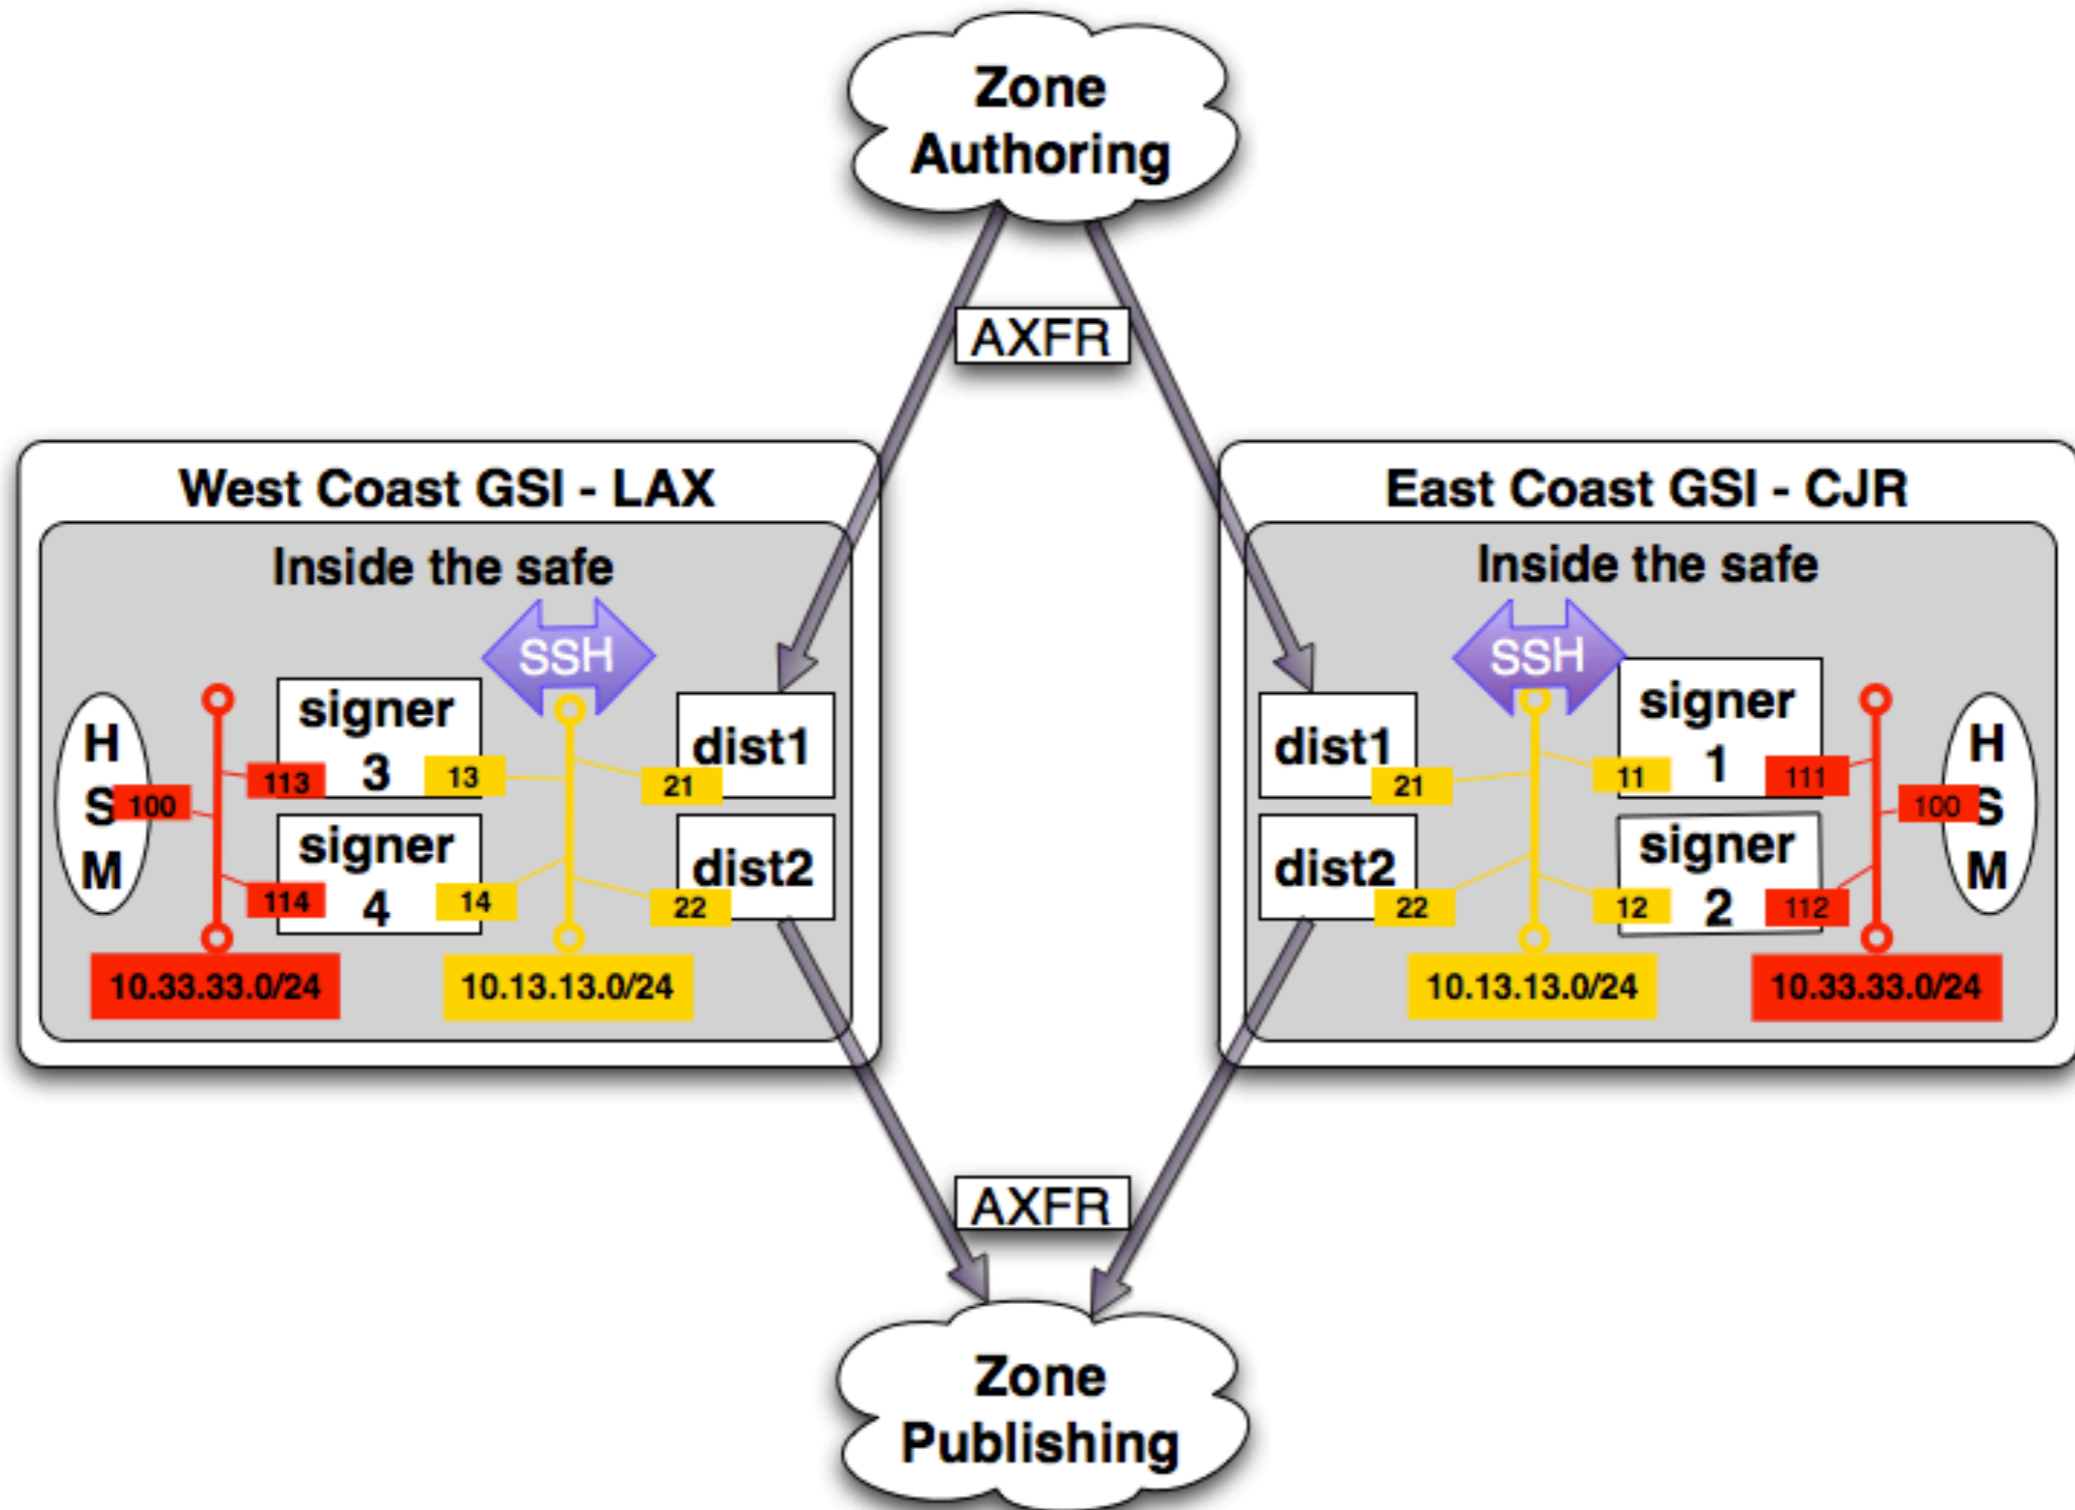 Zone
Authoring
AXFR
West Coast GSI - LAX
Inside the safe
SSH
H
S
M
100
113
114
signer
3
signer
4
13
14
21
22
dist1
dist2
10.33.33.0/24
10.13.13.0/24
East Coast GSI - CJR
Inside the safe
SSH
dist1
dist2
21
22
11
12
signer
1
signer
2
111
112
100
H
S
M
10.13.13.0/24
10.33.33.0/24
AXFR
Zone
Publishing